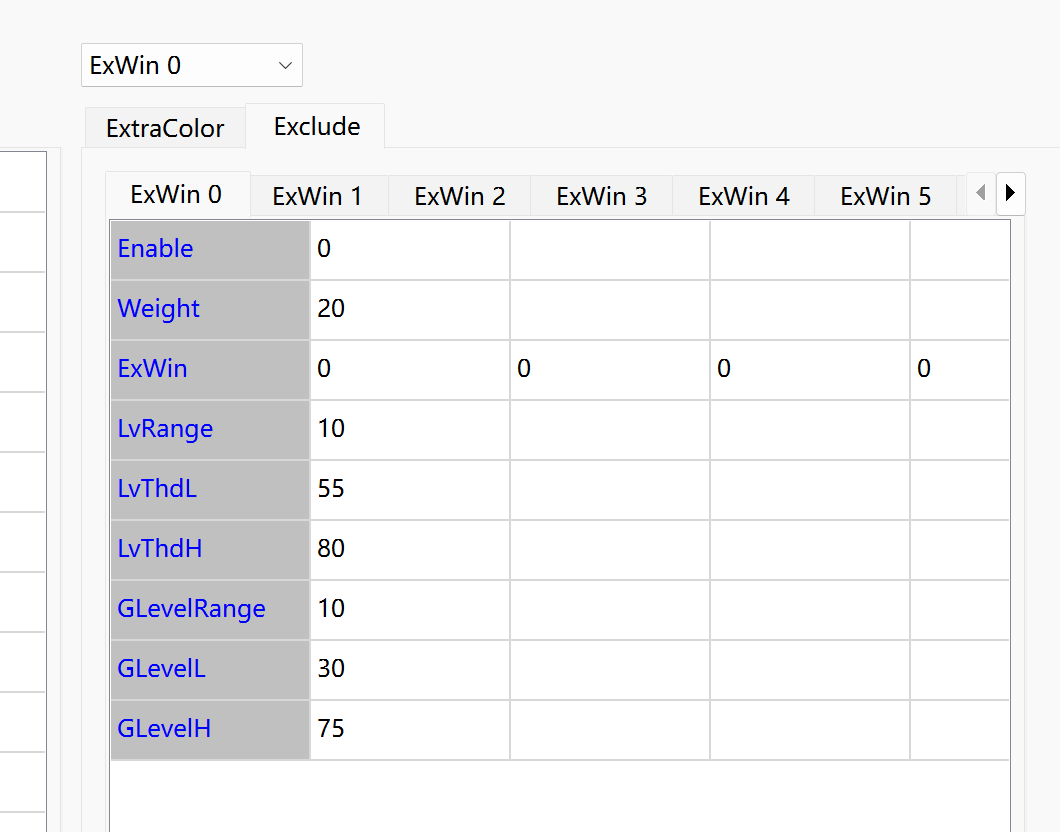 ExWin 0
ExtraColor Exclude
ExWin 0 ExWin 1 ExWin 2 ExWin 3 ExWin 4 ExWin 5
Enable 0
Weight 20
ExWin 0 0 0 0
LvRange 10
LvThdL 55
LvThdH 80
GLevelRange 10
GLevelL 30
GLevelH 75